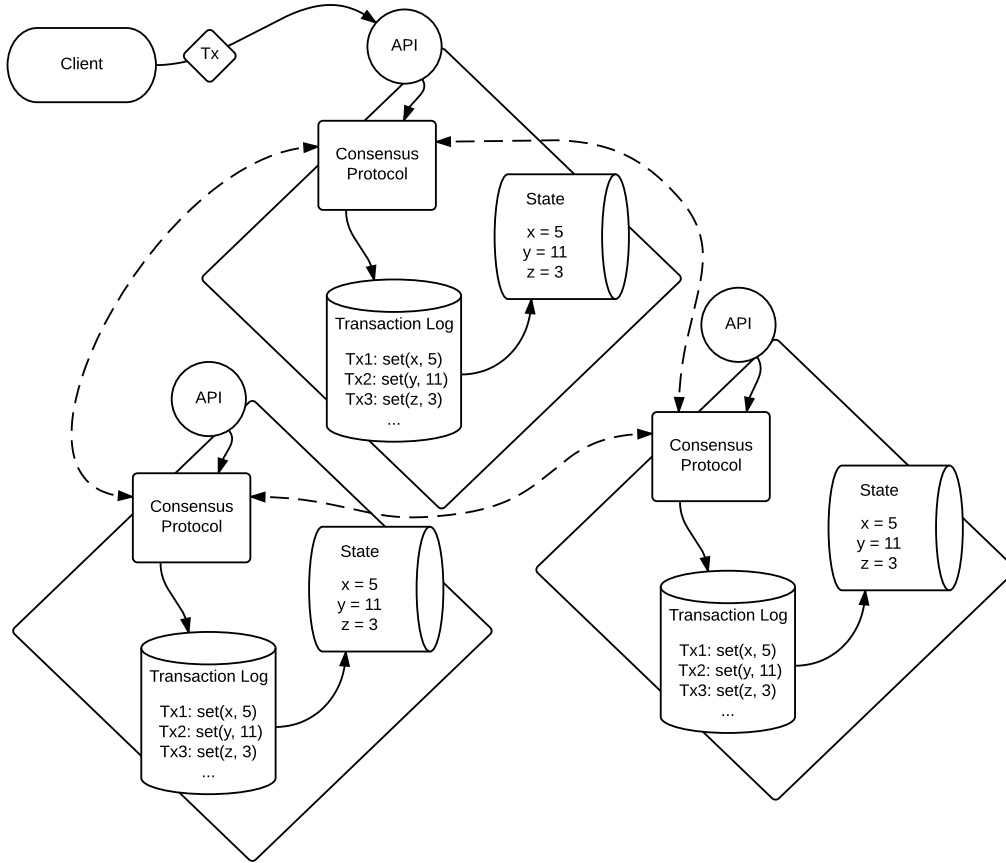 Client
Tx
API
Consensus
Protocol
State
x = 5
y = 11
z = 3
Transaction Log
Tx1: set(x, 5)
Tx2: set(y, 11)
Tx3: set(z, 3)
...
API
Consensus
Protocol
State
x = 5
y = 11
z = 3
Transaction Log
Tx1: set(x, 5)
Tx2: set(y, 11)
Tx3: set(z, 3)
...
API
Consensus
Protocol
State
x = 5
y = 11
z = 3
Transaction Log
Tx1: set(x, 5)
Tx2: set(y, 11)
Tx3: set(z, 3)
...